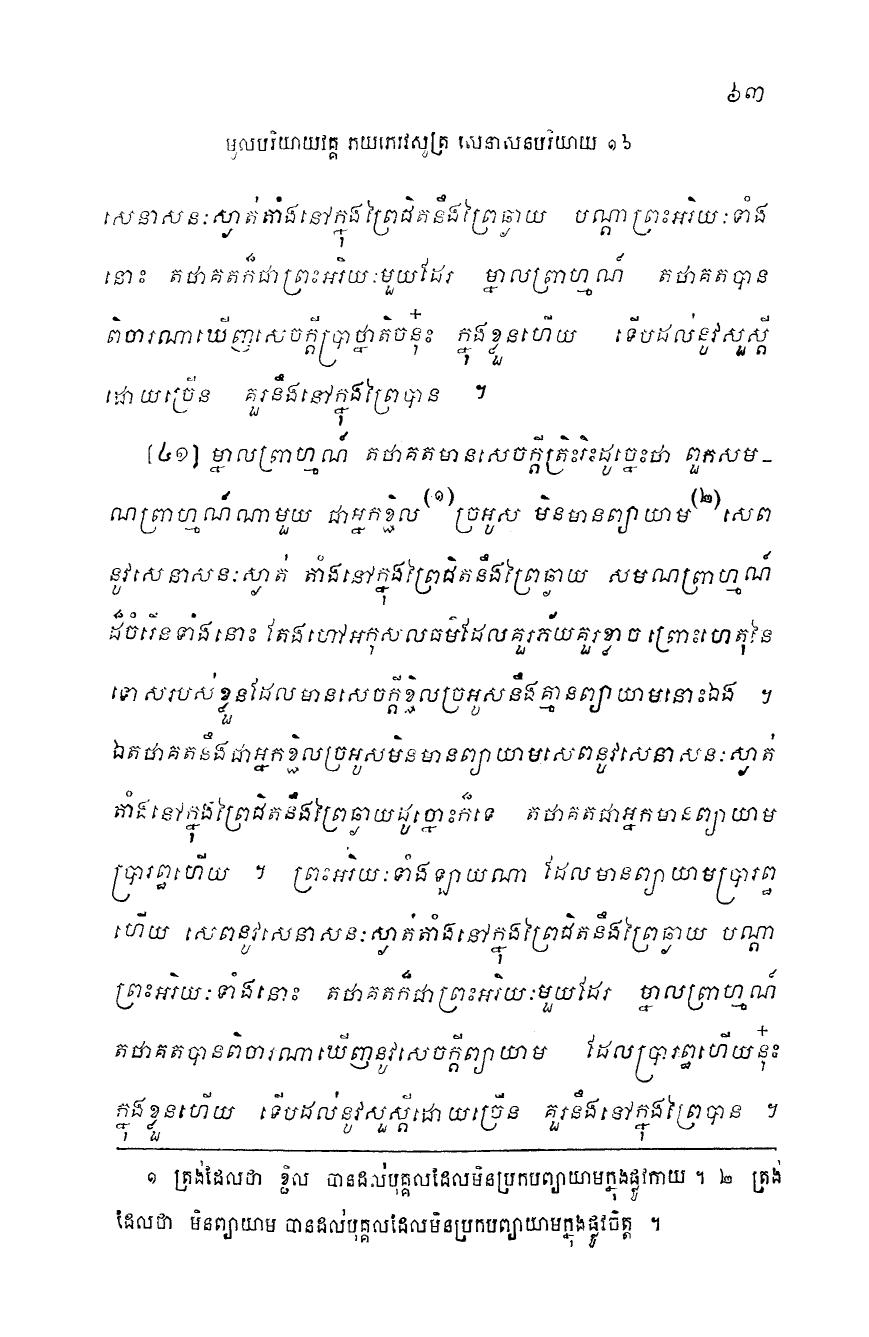 ៦៣
មូលបរិយាយវគ្គ ភយភេរវសូត្រ សេនាសនបរិយាយ ១៦
សេនាសនៈស្ងាត់តាំងនៅក្នុងព្រៃជិតនឹងព្រៃឆ្ងាយ បណ្តាព្រះអរិយៈទាំង
នោះ តថាគតក៏ជាព្រះអរិយៈមួយដែរ ម្នាលព្រាហ្មណ៍ តថាគតបាន
ពិចារណាឃើញសេចក្តីប្រាថ្នាតិចនុ៎ះ ក្នុងខ្លួនហើយ ទើបដល់នូវសួស្តី
ដោយច្រើន គួរនឹងនៅក្នុងព្រៃបាន ។
[៤១] ម្នាលព្រាហ្មណ៍ តថាគតមានសេចក្តីត្រិះរិះដូច្នេះថា ពួកសម-
ណព្រាហ្មណ៍ណាមួយ ជាអ្នកខ្ជិល(១)ច្រអូស មិនមានព្យាយាម(២)សេព
នូវសេនាសនៈស្ងាត់ តាំងនៅក្នុងព្រៃជិតនឹងព្រៃឆ្ងាយ សមណព្រាហ្មណ៍
ដ៏ចំរើនទាំងនោះ តែងហៅអកុសលធម៌ដែលគួរភ័យគួរខ្លាច ព្រោះហេតុនៃ
ទោសរបស់ខ្លួនដែលមានសេចក្តីខ្ជិលច្រអូសនឹងគ្មានព្យាយាមនោះឯង ។
ឯតថាគតនឹងជាអ្នកខ្ជិលច្រអូសមិនមានព្យាយាមសេពនូវសេនាសនៈស្ងាត់
តាំងនៅក្នុងព្រៃជិតនឹងព្រៃឆ្ងាយដូច្នោះក៏ទេ តថាគតជាអ្នកមានព្យាយាម
ប្រារព្ធហើយ ។ ព្រះអរិយៈទាំងឡាយណា ដែលមានព្យាយាមប្រារព្ធ
ហើយ សេពនូវសេនាសនៈស្ងាត់តាំងនៅក្នុងព្រៃជិតនឹងព្រៃឆ្ងាយ បណ្តា
ព្រះអរិយៈទាំងនោះ តថាគតក៏ជាព្រះអរិយៈមួយដែរ ម្នាលព្រាហ្មណ៍
តថាគតបានពិចារណាឃើញនូវសេចក្តីព្យាយាម ដែលប្រារព្ធហើយនុ៎ះ
ក្នុងខ្លួនហើយ ទើបដល់នូវសួស្តីដោយច្រើន គួរនឹងនៅក្នុងព្រៃបាន ។
១ ត្រង់ដែលថា ខ្ជិល បានដល់បុគ្គលដែលមិនប្រកបព្យាយាមក្នុងផ្លូវកាយ ។ ២ ត្រង់
ដែលថា មិនព្យាយាម បានដល់បុគ្គលដែលមិនប្រកបព្យាយាមក្នុងផ្លូវចិត្ត ។